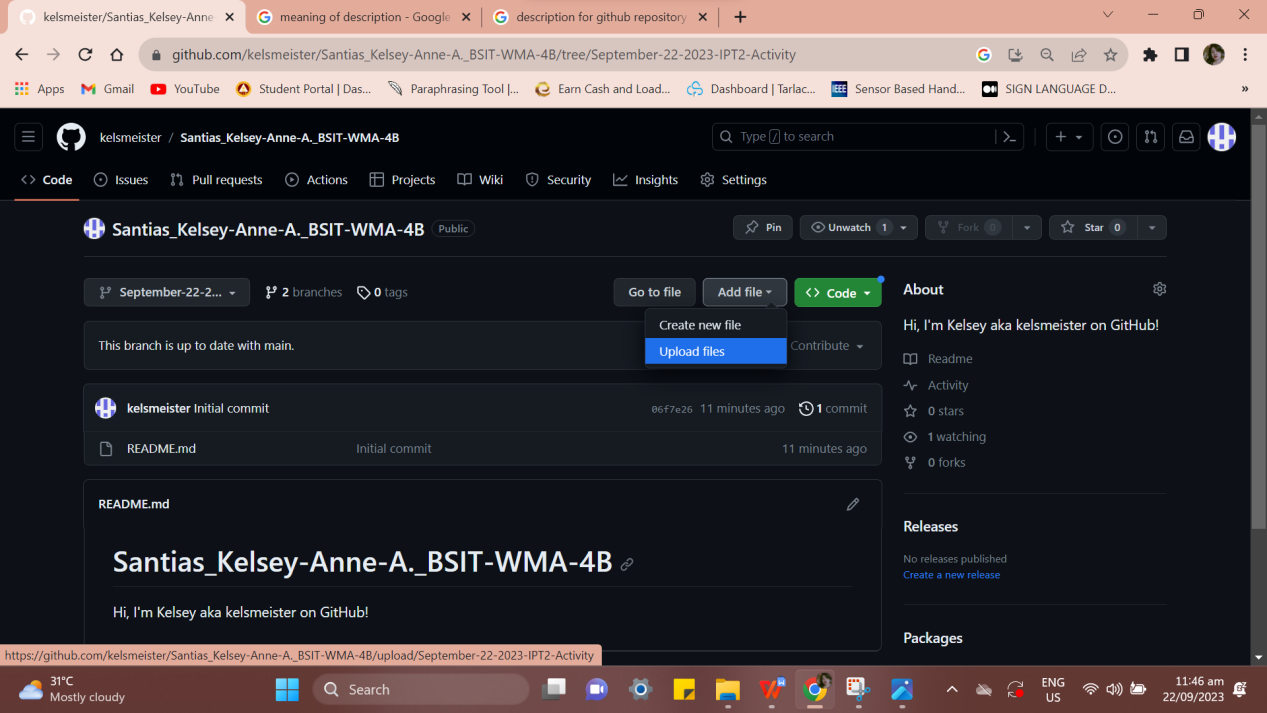 kelsmeister/Santias_Kelsey-Anne
meaning of description - Google
description for github repository
github.com/kelsmeister/Santias_Kelsey-Anne-A._BSIT-WMA-4B/tree/September-22-2023-IPT2-Activity
Apps
Gmail
YouTube
Student Portal | Das...
Paraphrasing Tool |...
Earn Cash and Load...
Dashboard | Tarlac...
IEEE
Sensor Based Hand...
SIGN LANGUAGE D...
»
kelsmeister / Santias_Kelsey-Anne-A._BSIT-WMA-4B
Type / to search
Code
Issues
Pull requests
Actions
Projects
Wiki
Security
Insights
Settings
Santias_Kelsey-Anne-A._BSIT-WMA-4B
Public
Pin
Unwatch 1
Fork 0
Star 0
September-22-2...
2 branches
0 tags
Go to file
Add file
Code
Create new file
Upload files
This branch is up to date with main.
Contribute
kelsmeister Initial commit
06f7e26 11 minutes ago
1 commit
README.md
Initial commit
11 minutes ago
README.md
Santias_Kelsey-Anne-A._BSIT-WMA-4B
Hi, I'm Kelsey aka kelsmeister on GitHub!
About
Hi, I'm Kelsey aka kelsmeister on GitHub!
Readme
Activity
0 stars
1 watching
0 forks
Releases
No releases published
Create a new release
Packages
https://github.com/kelsmeister/Santias_Kelsey-Anne-A._BSIT-WMA-4B/upload/September-22-2023-IPT2-Activity
31°C
Mostly cloudy
Search
ENG
US
11:46 am
22/09/2023